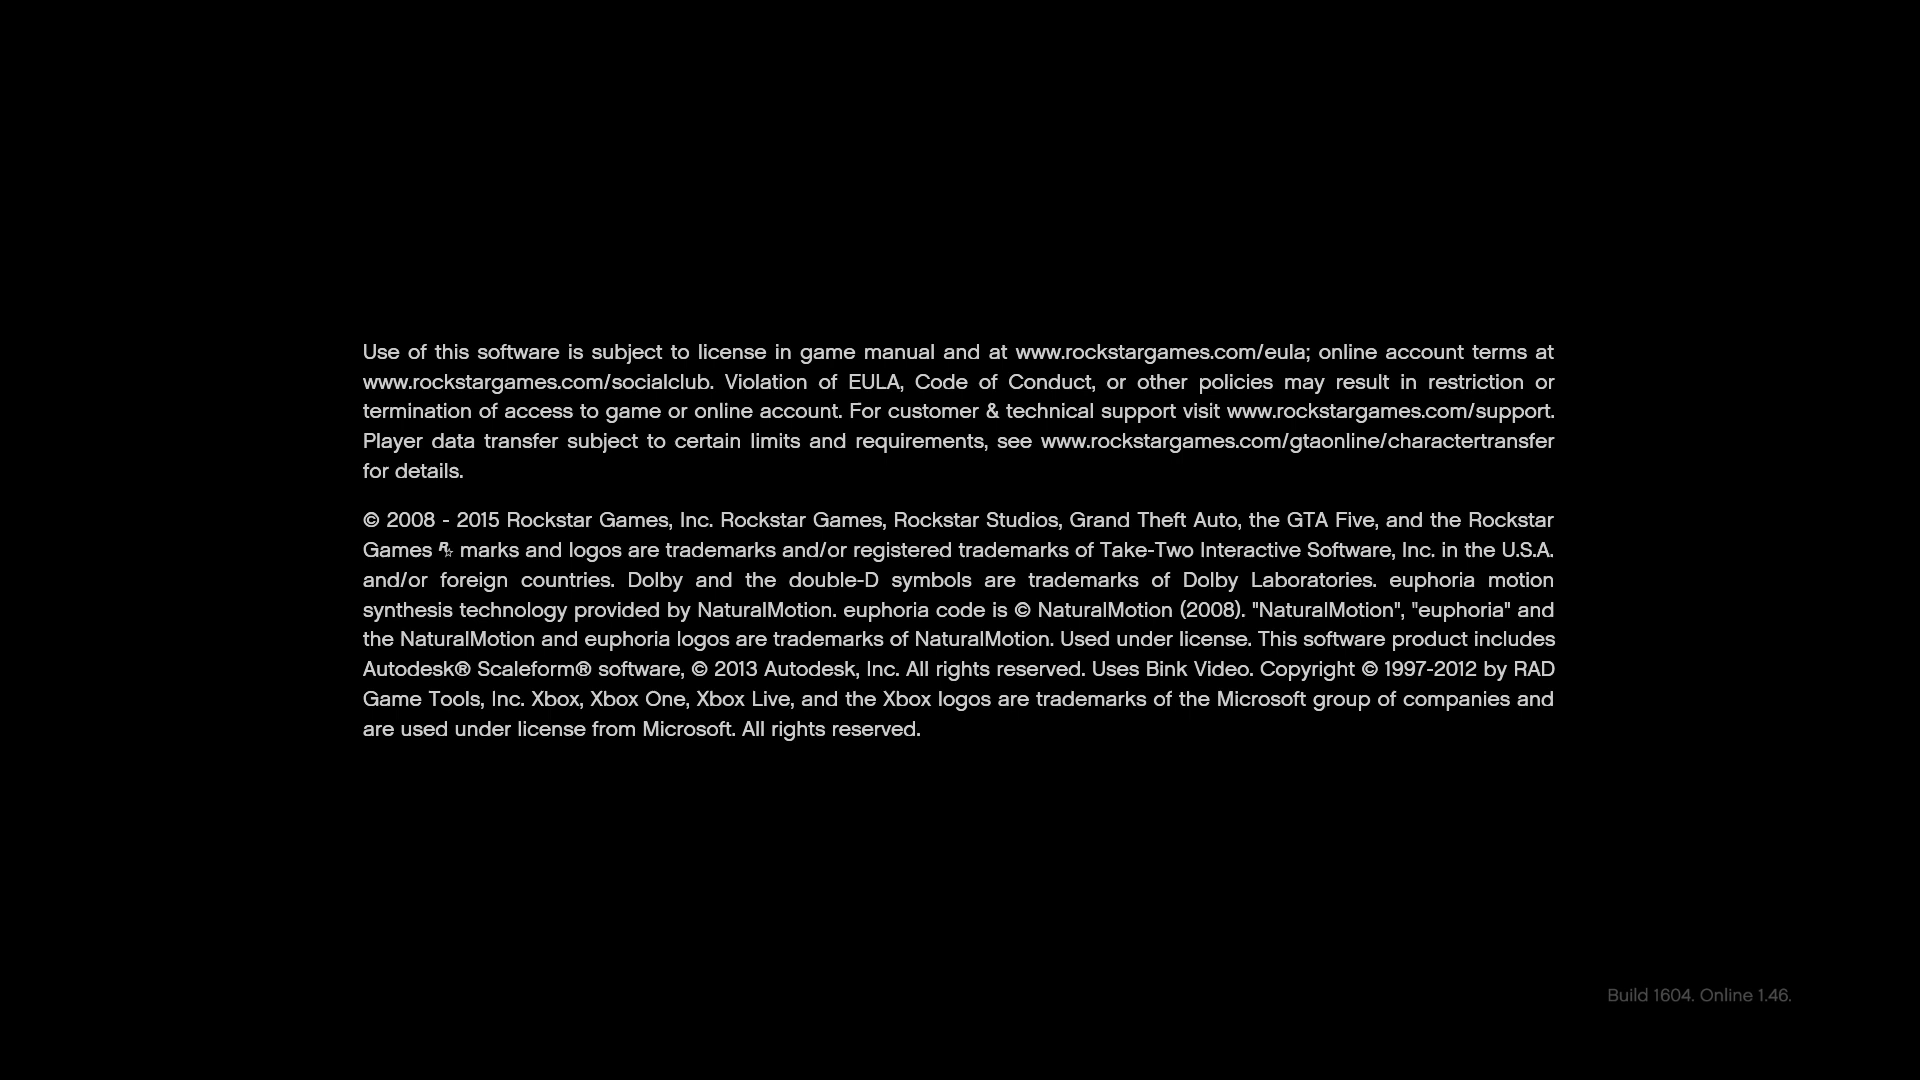 Use of this software is subject to license in game manual and at www.rockstargames.com/eula; online account terms at
www.rockstargames.com/socialclub. Violation of EULA, Code of Conduct, or other policies may result in restriction or
termination of access to game or online account. For customer & technical support visit www.rockstargames.com/support.
Player data transfer subject to certain limits and requirements, see www.rockstargames.com/gtaonline/charactertransfer
for details.
© 2008 - 2015 Rockstar Games, Inc. Rockstar Games, Rockstar Studios, Grand Theft Auto, the GTA Five, and the Rockstar
Games R* marks and logos are trademarks and/or registered trademarks of Take-Two Interactive Software, Inc. in the U.S.A.
and/or foreign countries. Dolby and the double-D symbols are trademarks of Dolby Laboratories. euphoria motion
synthesis technology provided by NaturalMotion. euphoria code is © NaturalMotion (2008). "NaturalMotion", "euphoria" and
the NaturalMotion and euphoria logos are trademarks of NaturalMotion. Used under license. This software product includes
Autodesk® Scaleform® software, © 2013 Autodesk, Inc. All rights reserved. Uses Bink Video. Copyright © 1997-2012 by RAD
Game Tools, Inc. Xbox, Xbox One, Xbox Live, and the Xbox logos are trademarks of the Microsoft group of companies and
are used under license from Microsoft. All rights reserved.
Build 1604. Online 1.46.